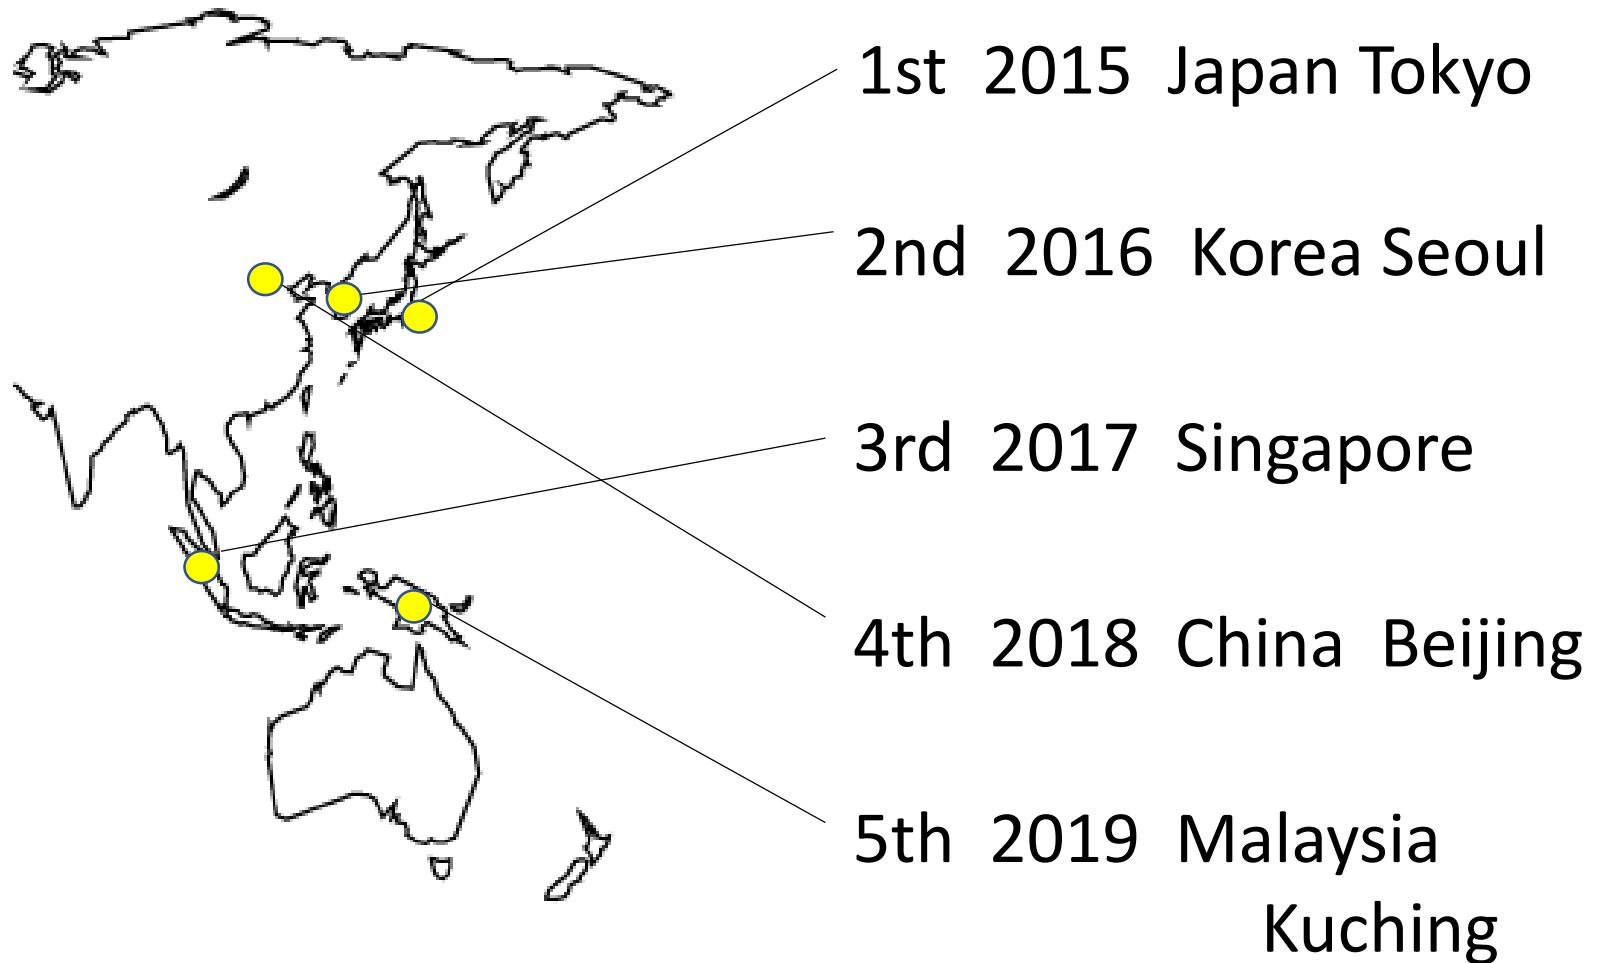 1st 2015 Japan Tokyo
2nd 2016 Korea Seoul
3rd 2017 Singapore
4th 2018 China Beijing
5th 2019 Malaysia
Kuching